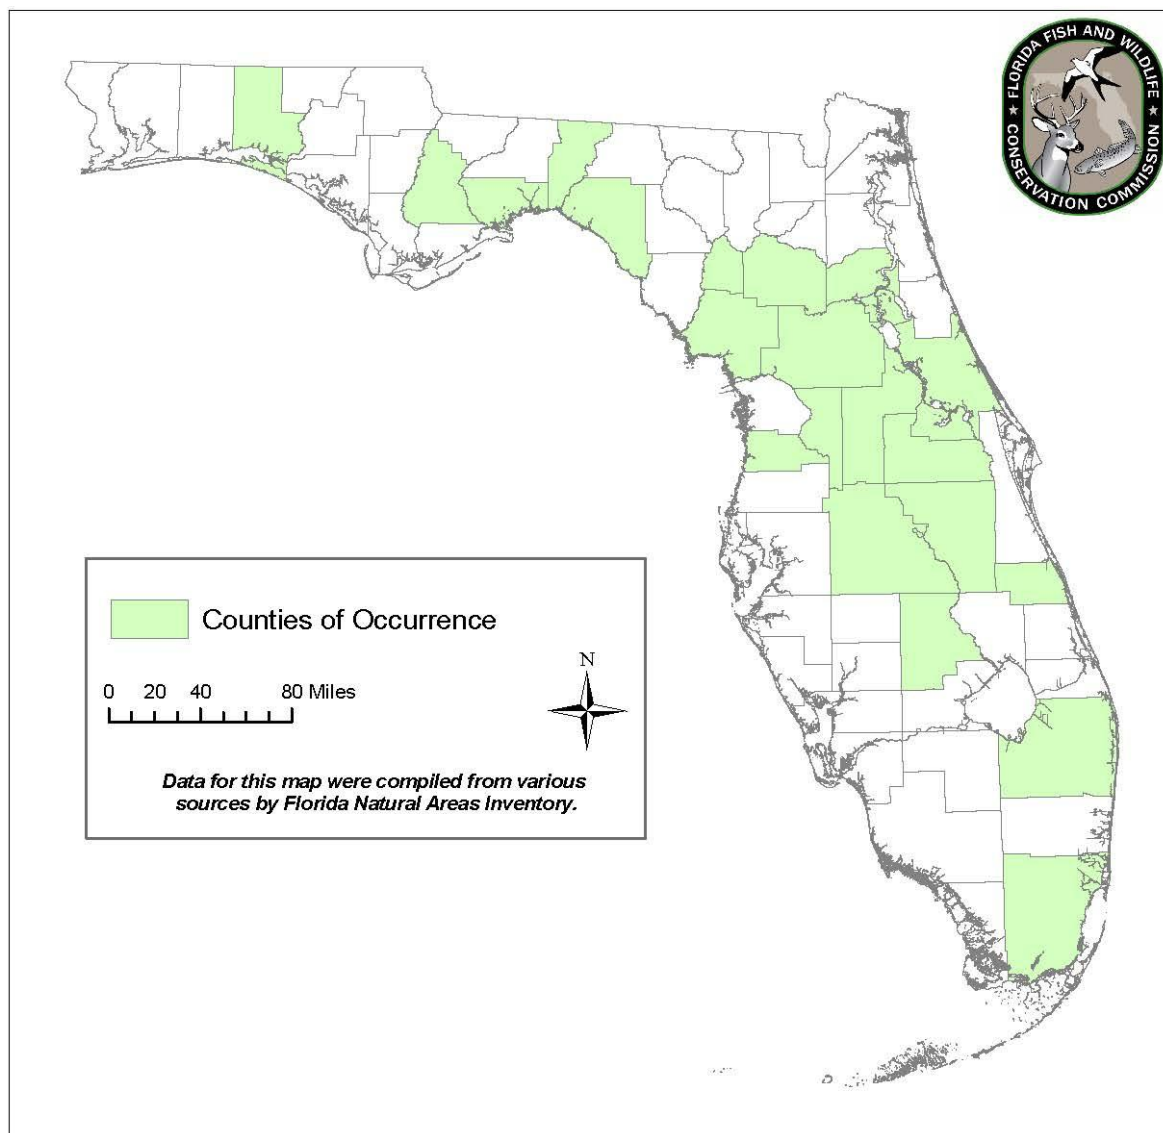 FLORIDA FISH AND WILDLIFE
CONSERVATION COMMISSION
Counties of Occurrence
N
0 20 40 80 Miles
Data for this map were compiled from various
sources by Florida Natural Areas Inventory.